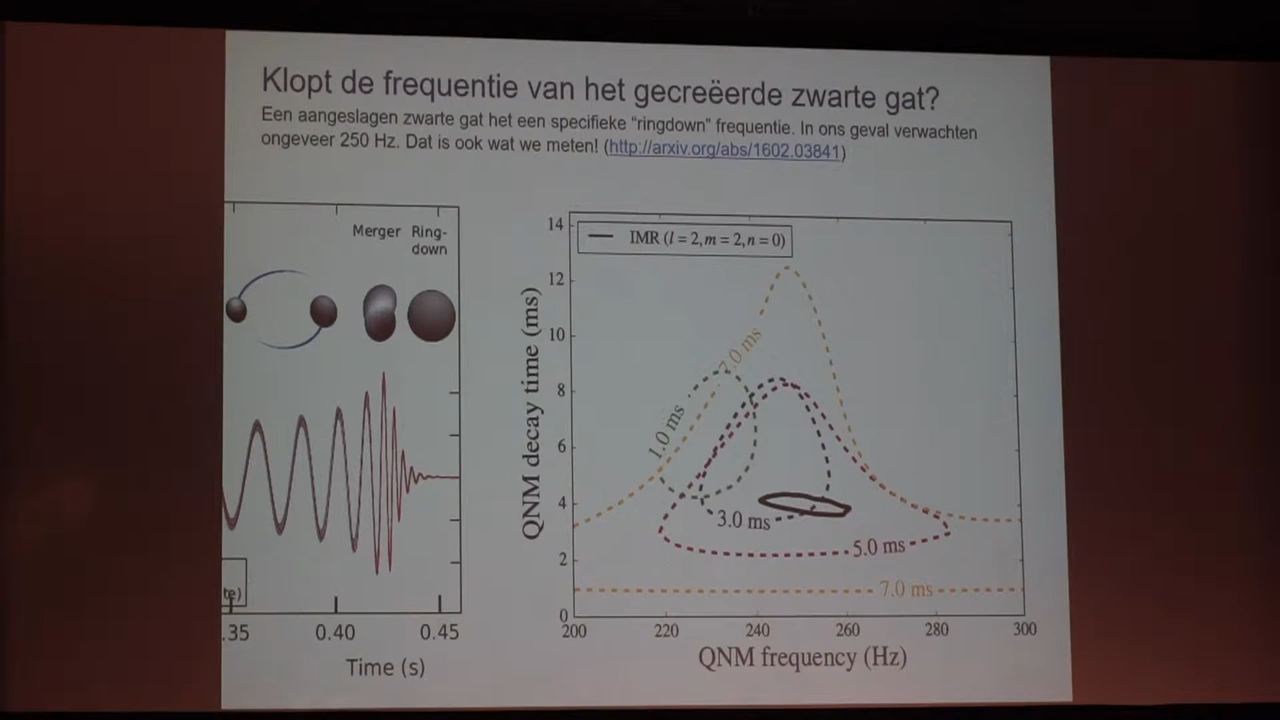 Klopt de frequentie van het gecreëerde zwarte gat?
Een aangeslagen zwarte gat het een specifieke “ringdown” frequentie. In ons geval verwachten
ongeveer 250 Hz. Dat is ook wat we meten! (http://arxiv.org/abs/1602.03841)
Merger Ring-
down
te)
.35 0.40 0.45
Time (s)
14
12
10
8
6
4
2
0
QNM decay time (ms)
IMR (l = 2, m = 2, n = 0)
7.0 ms
1.0 ms
3.0 ms
5.0 ms
7.0 ms
200 220 240 260 280 300
QNM frequency (Hz)